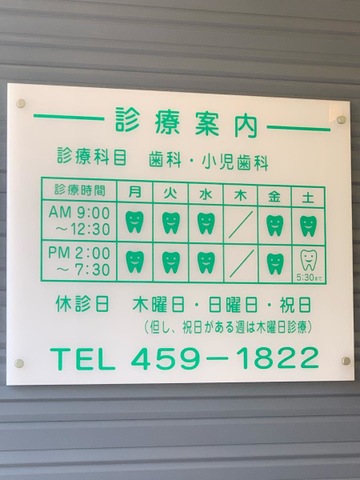 診療案内
診療科目 歯科・小児歯科
診療時間 月 火 水 木 金 土
AM 9:00 ～12:30 ／
PM 2:00 ～ 7:30 ／ 5:30まで
休診日 木曜日・日曜日・祝日
(但し、祝日がある週は木曜日診療)
TEL 459-1822